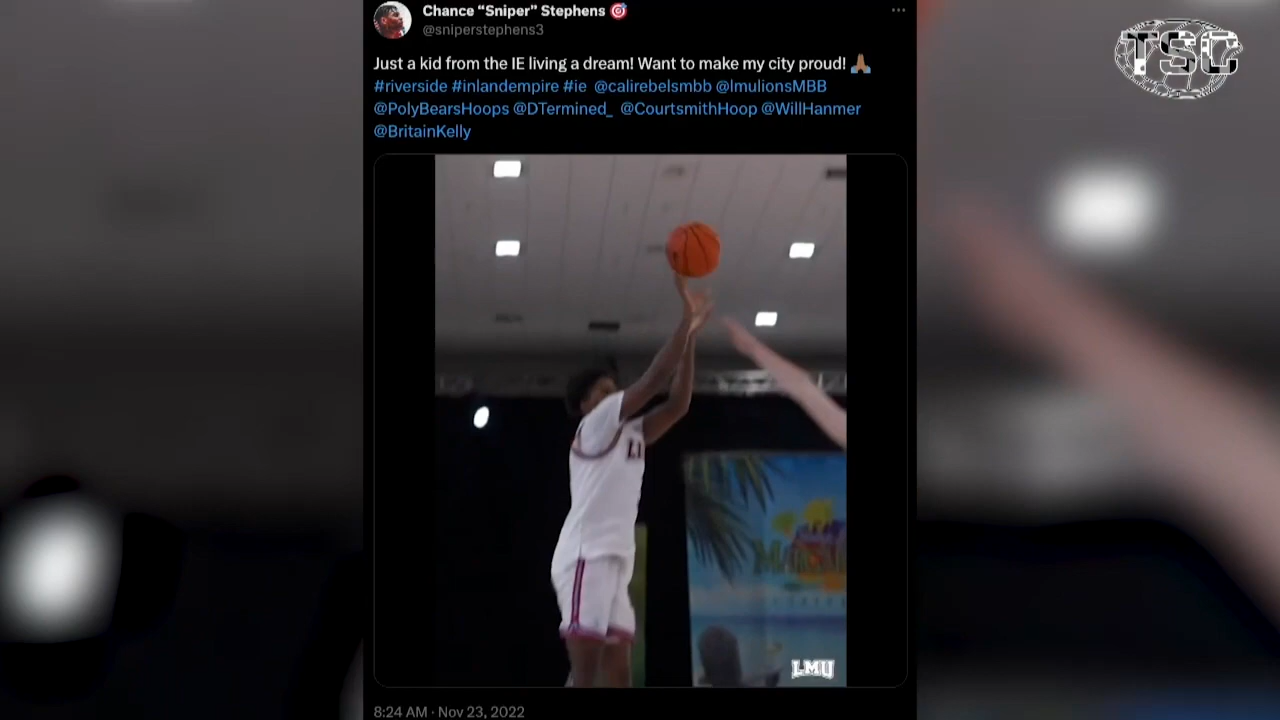 Chance “Sniper” Stephens 🎯
@sniperstephens3
TSC
Just a kid from the IE living a dream! Want to make my city proud! 🙏🏽
#riverside #inlandempire #ie @calirebelsmbb @lmulionsMBB
@PolyBearsHoops @DTermined_ @CourtsmithHoop @WillHanmer
@BritainKelly
LMU
8:24 AM · Nov 23, 2022